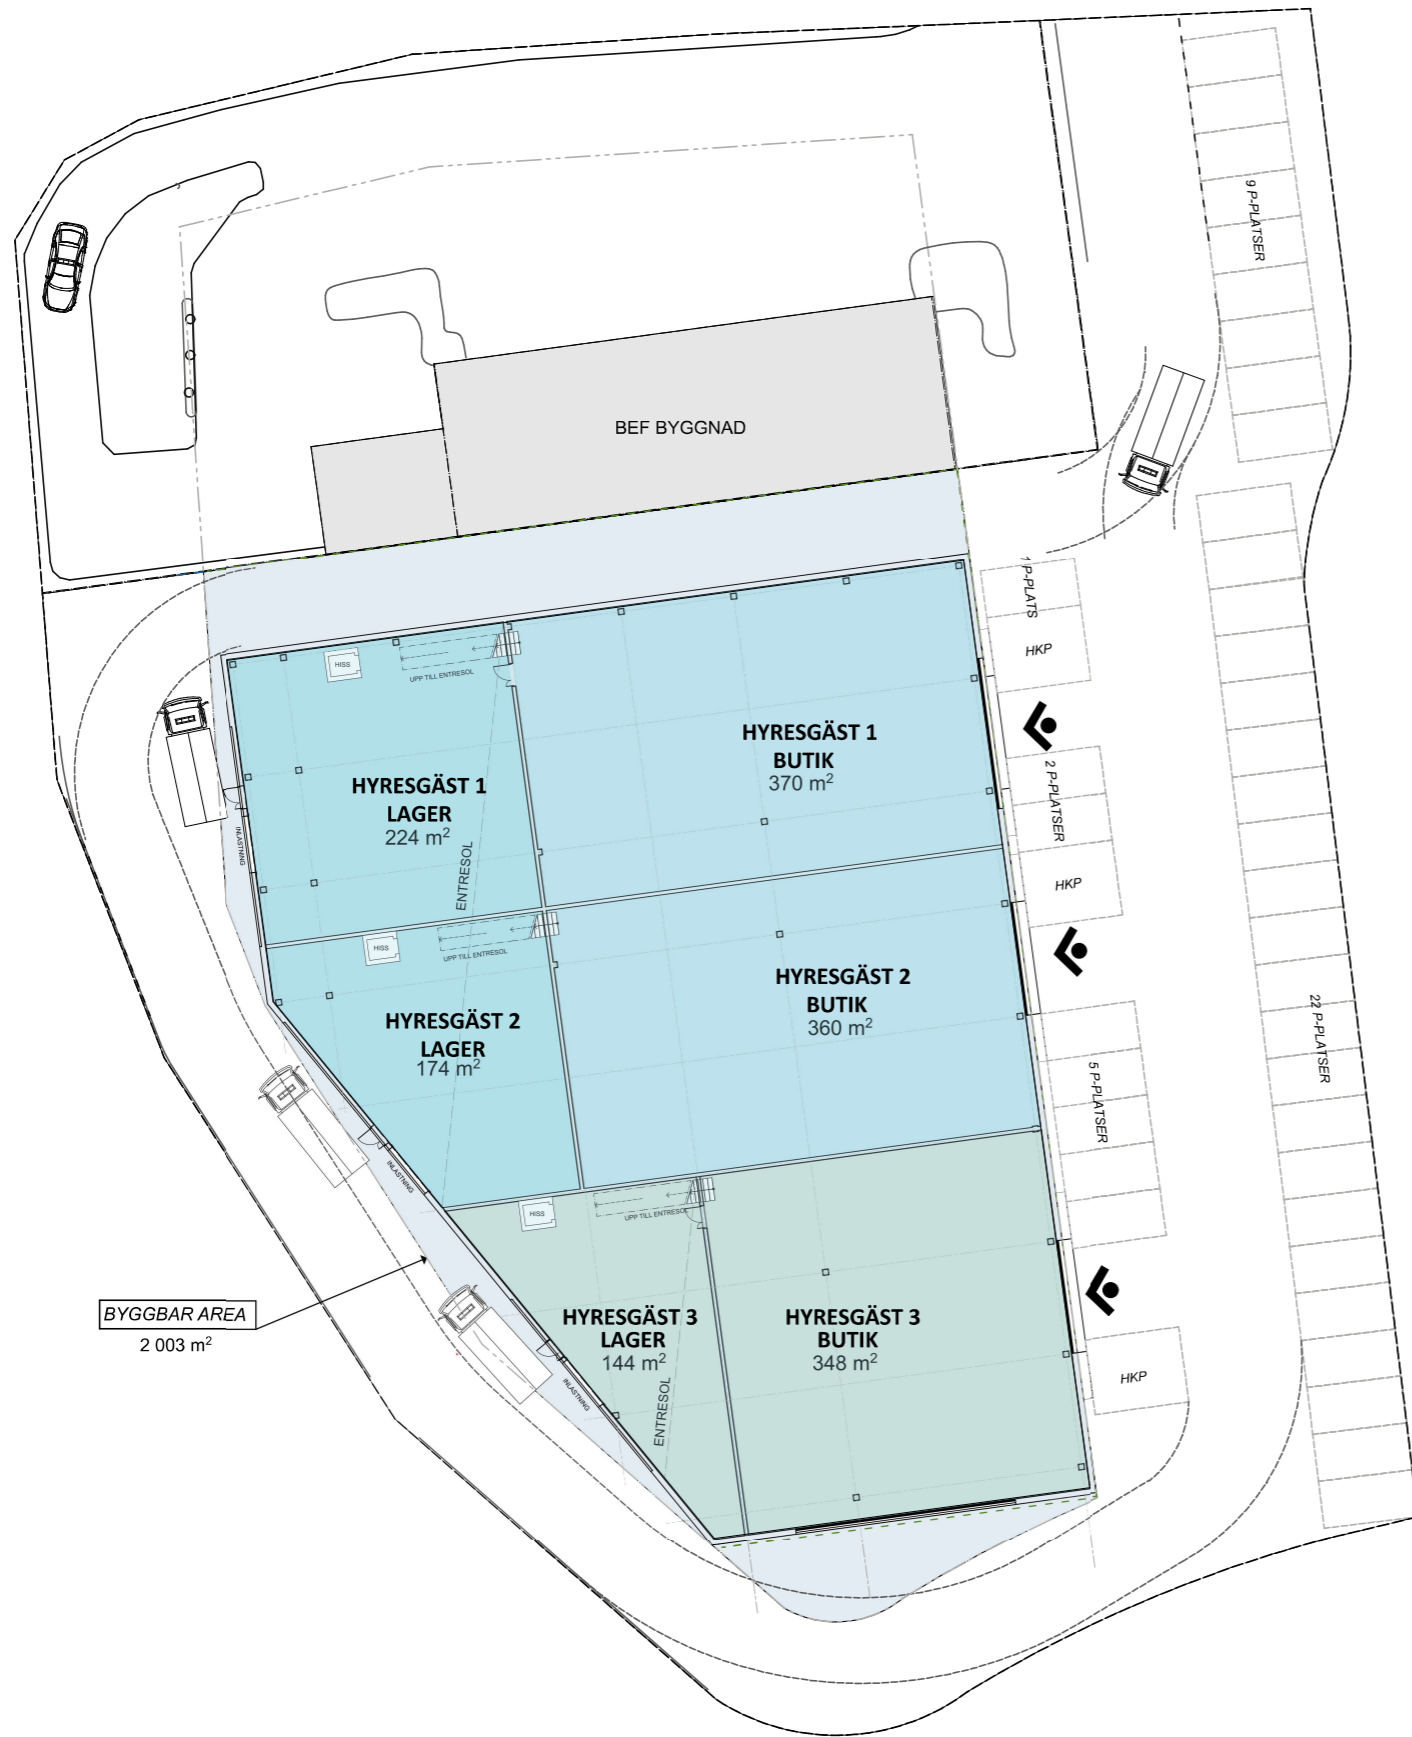 9 P-PLATSER
BEF BYGGNAD
1 P-PLATS
HKP
HISS
UPP TILL ENTRESOL
HYRESGÄST 1
BUTIK
370 m²
HYRESGÄST 1
LAGER
224 m²
2 P-PLATSER
INLASTNING
ENTRESOL
HKP
HISS
UPP TILL ENTRESOL
HYRESGÄST 2
BUTIK
360 m²
HYRESGÄST 2
LAGER
174 m²
22 P-PLATSER
5 P-PLATSER
INLASTNING
HISS
UPP TILL ENTRESOL
BYGGBAR AREA
2 003 m²
HYRESGÄST 3
LAGER
144 m²
HYRESGÄST 3
BUTIK
348 m²
HKP
INLASTNING
ENTRESOL